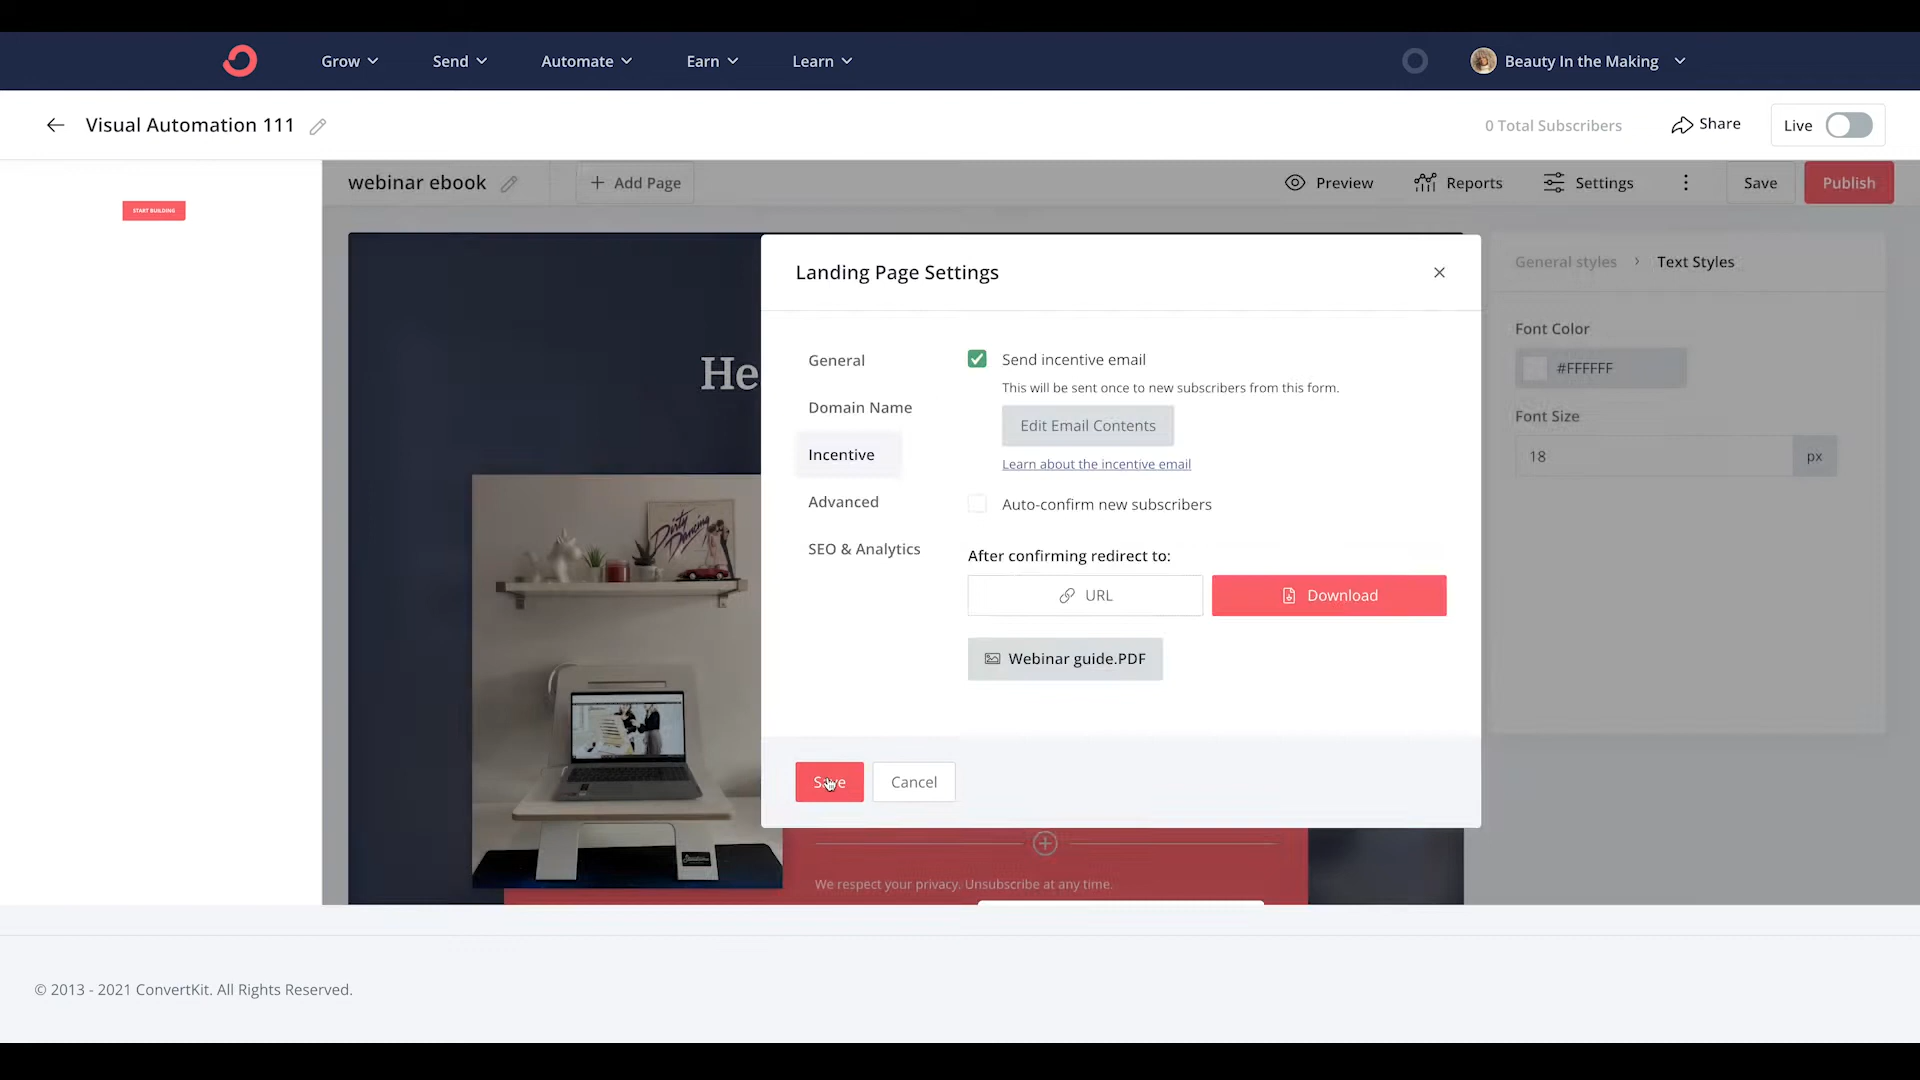 Grow
Send
Automate
Earn
Learn
Beauty In the Making
Visual Automation 111
0 Total Subscribers
Share
Live
START BUILDING
webinar ebook
Add Page
Preview
Reports
Settings
Save
Publish
He
Dirty Dancing
Landing Page Settings
General
Domain Name
Incentive
Advanced
SEO & Analytics
Send incentive email
This will be sent once to new subscribers from this form.
Edit Email Contents
Learn about the incentive email
Auto-confirm new subscribers
After confirming redirect to:
URL
Download
Webinar guide.PDF
Save
Cancel
General styles
Text Styles
Font Color
#FFFFFF
Font Size
18
px
We respect your privacy. Unsubscribe at any time.
© 2013 - 2021 ConvertKit. All Rights Reserved.